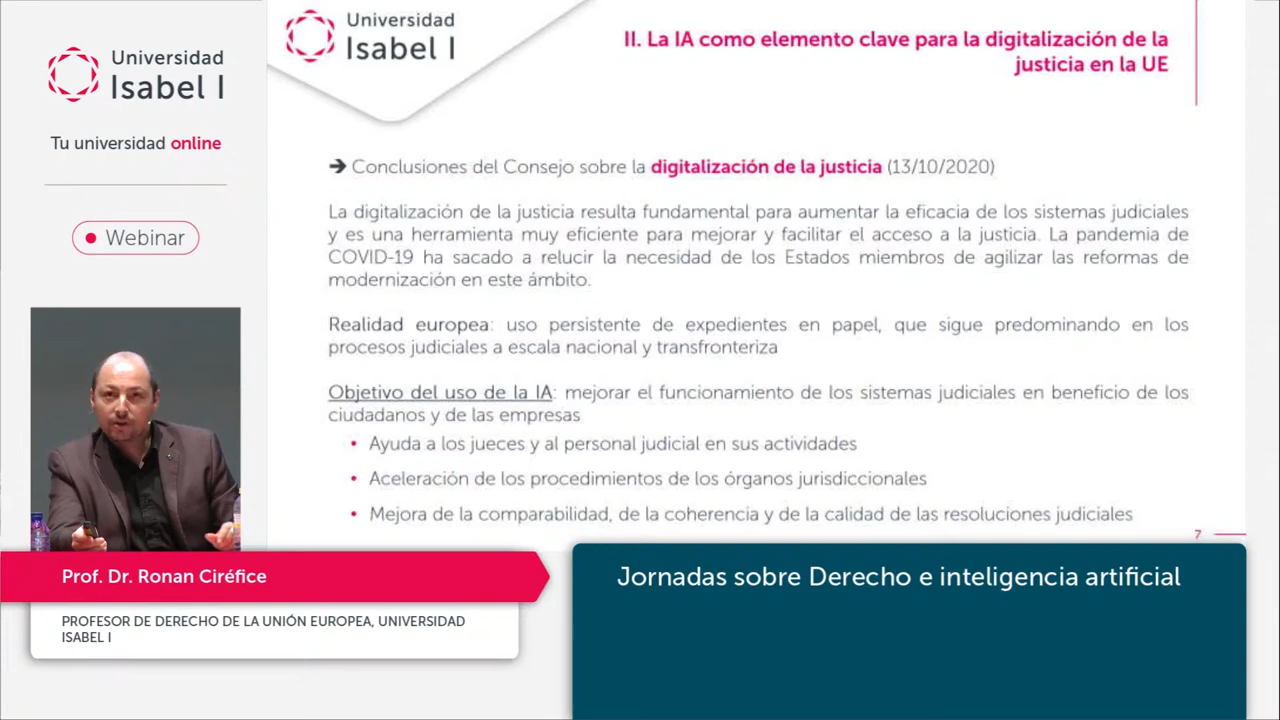 Universidad
Isabel I
Tu universidad online
Webinar
Universidad
Isabel I
II. La IA como elemento clave para la digitalización de la
justicia en la UE
➔ Conclusiones del Consejo sobre la digitalización de la justicia (13/10/2020)
La digitalización de la justicia resulta fundamental para aumentar la eficacia de los sistemas judiciales
y es una herramienta muy eficiente para mejorar y facilitar el acceso a la justicia. La pandemia de
COVID-19 ha sacado a relucir la necesidad de los Estados miembros de agilizar las reformas de
modernización en este ámbito.
Realidad europea: uso persistente de expedientes en papel, que sigue predominando en los
procesos judiciales a escala nacional y transfronteriza
Objetivo del uso de la IA: mejorar el funcionamiento de los sistemas judiciales en beneficio de los
ciudadanos y de las empresas
• Ayuda a los jueces y al personal judicial en sus actividades
• Aceleración de los procedimientos de los órganos jurisdiccionales
• Mejora de la comparabilidad, de la coherencia y de la calidad de las resoluciones judiciales
7
Prof. Dr. Ronan Ciréfice
PROFESOR DE DERECHO DE LA UNIÓN EUROPEA, UNIVERSIDAD
ISABEL I
Jornadas sobre Derecho e inteligencia artificial